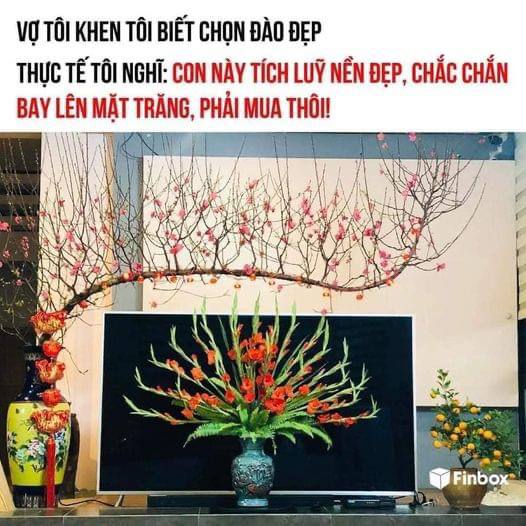 VỢ TÔI KHEN TÔI BIẾT CHỌN ĐÀO ĐẸP
THỰC TẾ TÔI NGHĨ: CON NÀY TÍCH LUỸ NỀN ĐẸP, CHẮC CHẮN
BAY LÊN MẶT TRĂNG, PHẢI MUA THÔI!
Finbox